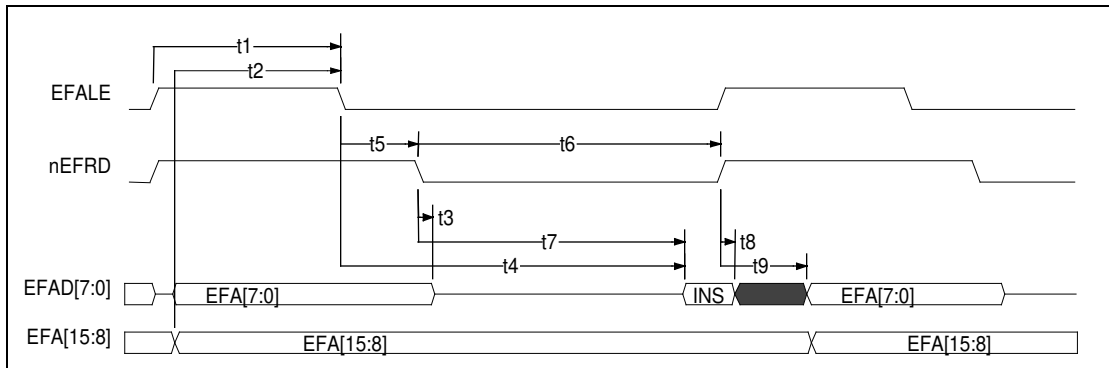 t1
t2
EFALE
t5
t6
nEFRD
t3
t7
t8
t4
t9
EFAD[7:0]
EFA[7:0]
INS
EFA[7:0]
EFA[15:8]
EFA[15:8]
EFA[15:8]